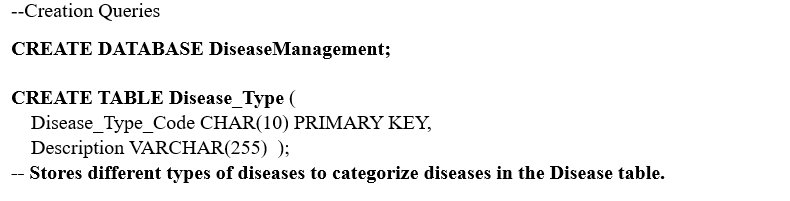 --Creation Queries
CREATE DATABASE DiseaseManagement;
CREATE TABLE Disease_Type (
Disease_Type_Code CHAR(10) PRIMARY KEY,
Description VARCHAR(255)  );
-- Stores different types of diseases to categorize diseases in the Disease table.